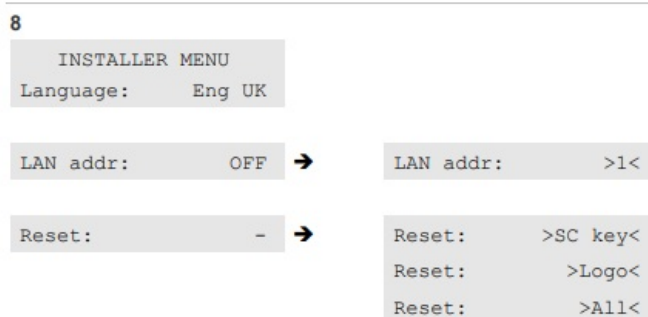 8
INSTALLER MENU
Language: Eng UK
LAN addr: OFF ➔ LAN addr: >1<
Reset: - ➔ Reset: >SC key<
Reset: >Logo<
Reset: >All<